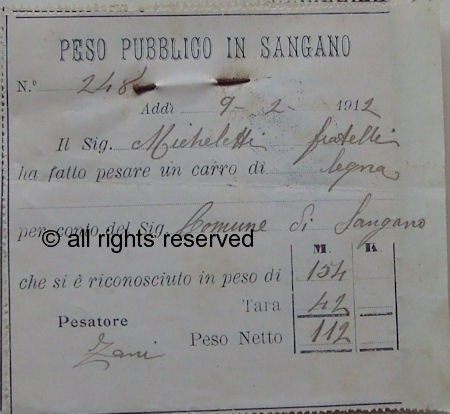 PESO PUBBLICO IN SANGANO
N.° 248
Addì 9-2- 1912
Il Sig. Micheletti fratelli
ha fatto pesare un carro di legna
per conto del Sig. Comune di Sangano
© all rights reserved
M. K
che si è riconosciuto in peso di 154
Tara 42
Pesatore Peso Netto 112
Zani